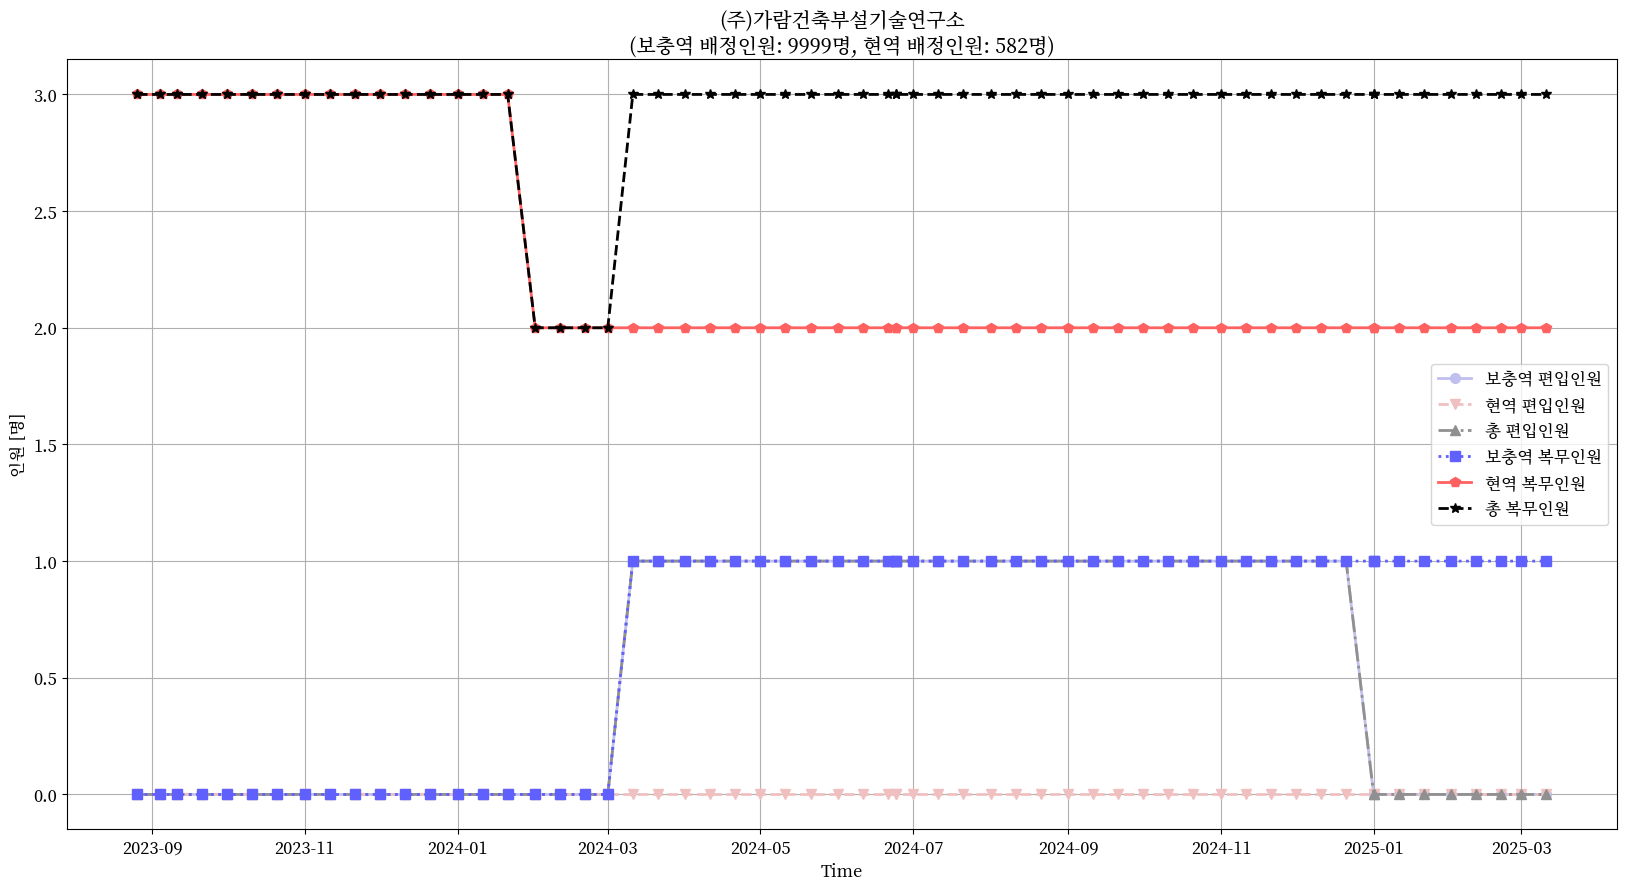 (주)가람건축부설기술연구소
(보충역 배정인원: 9999명, 현역 배정인원: 582명)
3.0
2.5
2.0
1.5
1.0
0.5
0.0
인원 [명]
보충역 편입인원
현역 편입인원
총 편입인원
보충역 복무인원
현역 복무인원
총 복무인원
2023-09 2023-11 2024-01 2024-03 2024-05 2024-07 2024-09 2024-11 2025-01 2025-03
Time